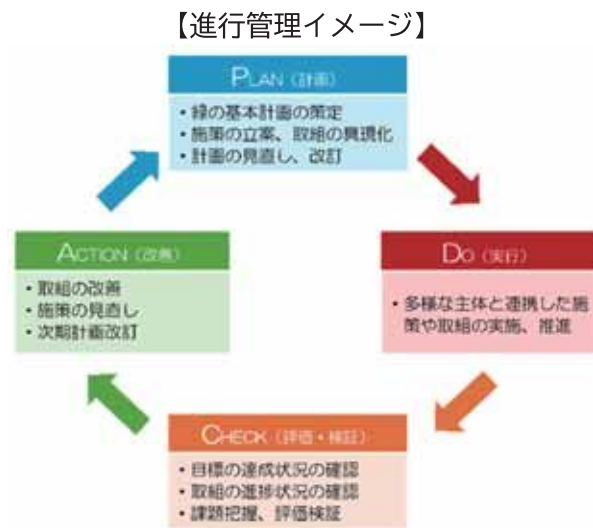 【進行管理イメージ】
PLAN（計画）
・緑の基本計画の策定
・施策の立案、取組の具現化
・計画の見直し、改訂
ACTION（改善）
・取組の改善
・施策の見直し
・次期計画改訂
DO（実行）
・多様な主体と連携した施
策や取組の実施、推進
CHECK（評価・検証）
・目標の達成状況の確認
・取組の進捗状況の確認
・課題把握、評価検証